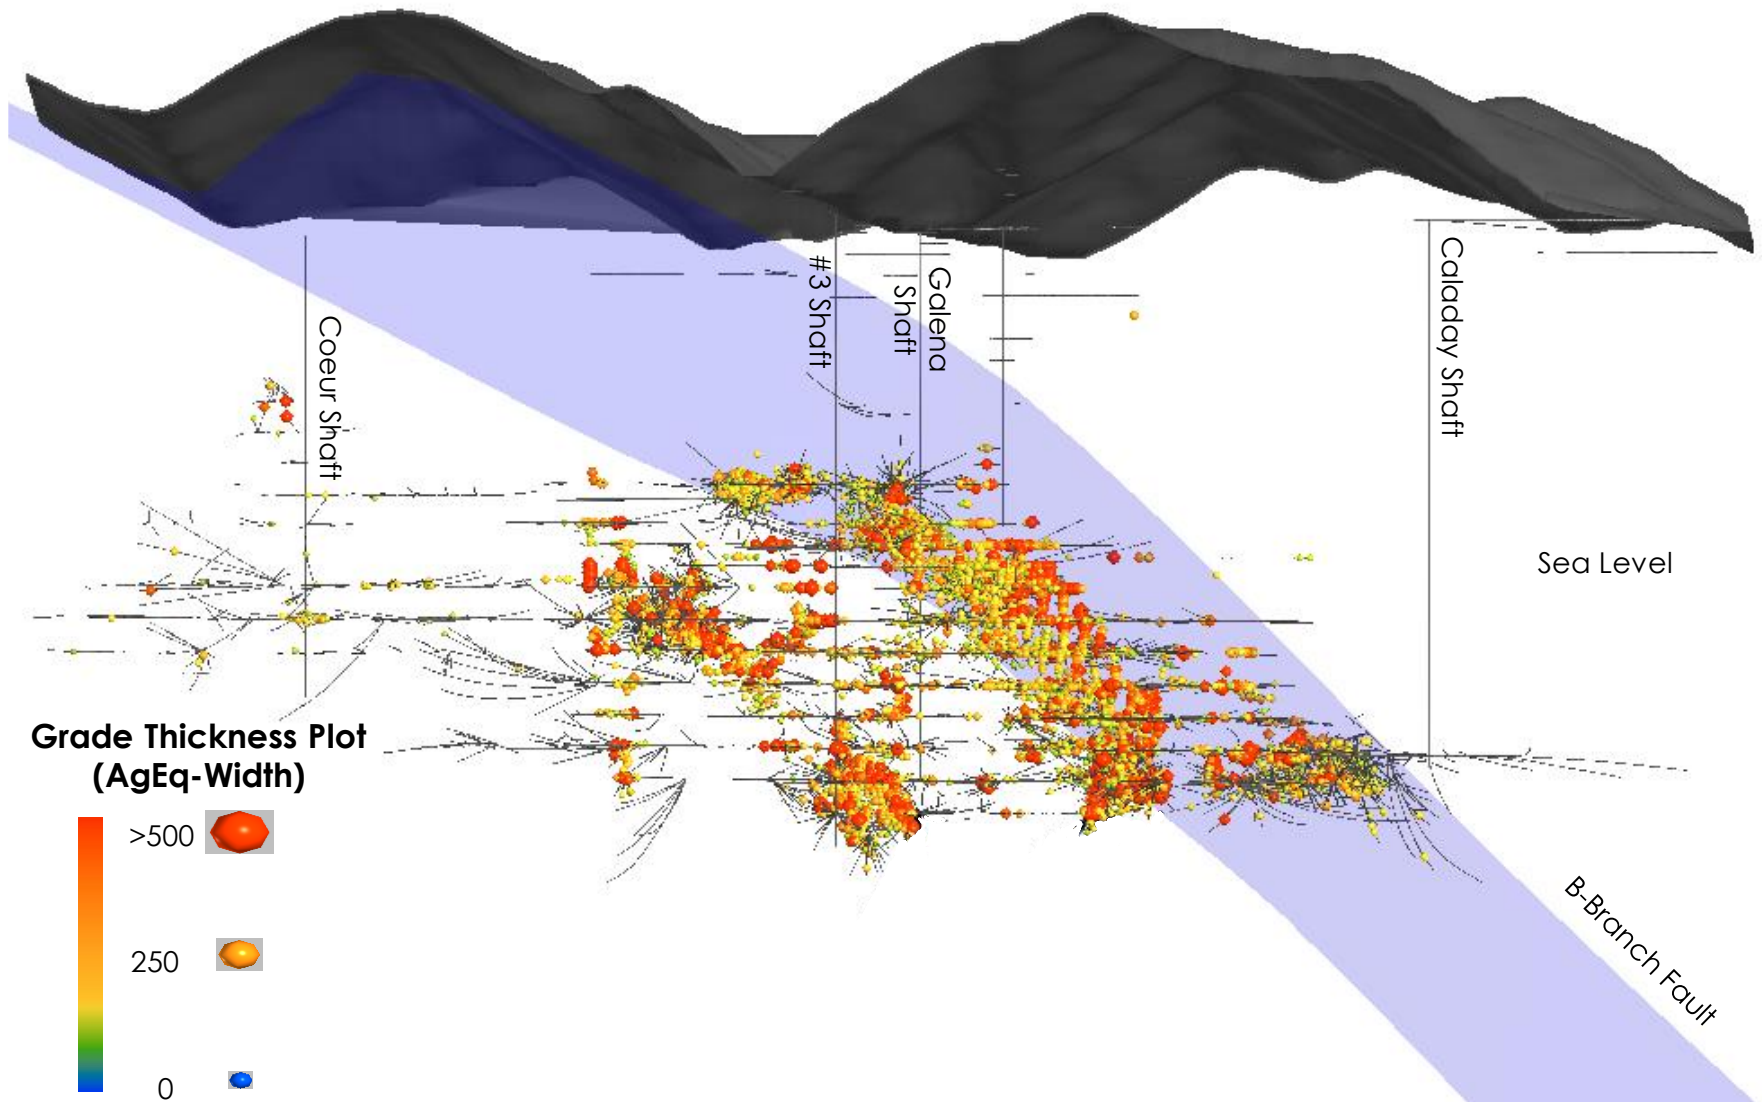 Coeur Shaft
#3 Shaft
Galena
Shaft
Caladay Shaft
Sea Level
B-Branch Fault
Grade Thickness Plot
(AgEq-Width)
>500
250
0